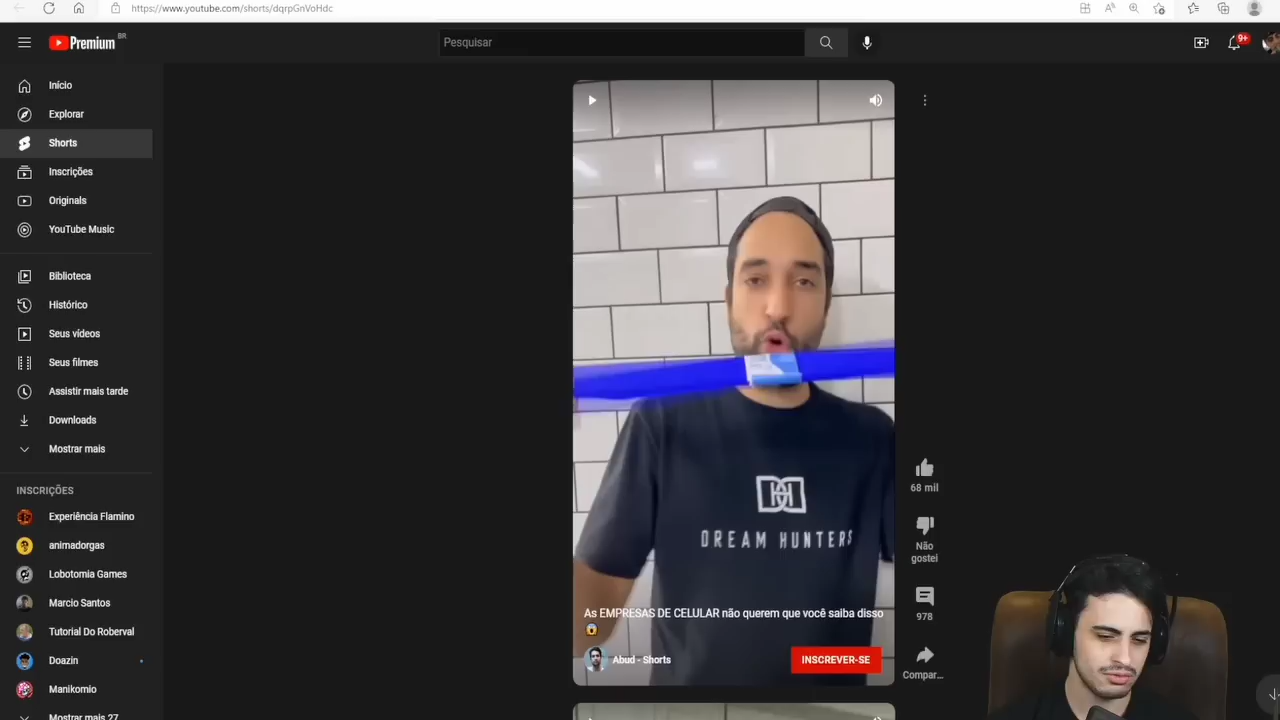 https://www.youtube.com/shorts/dqrpGnVoHdc
Premium BR
Pesquisar
9+
Início
Explorar
Shorts
Inscrições
Originals
YouTube Music
Biblioteca
Histórico
Seus vídeos
Seus filmes
Assistir mais tarde
Downloads
Mostrar mais
INSCRIÇÕES
Experiência Flamino
animadorgas
Lobotomia Games
Marcio Santos
Tutorial Do Roberval
Doazin
Manikomio
Mostrar mais 27
DREAM HUNTERS
As EMPRESAS DE CELULAR não querem que você saiba disso
Abud - Shorts
INSCREVER-SE
68 mil
Não
gostei
978
Compar...